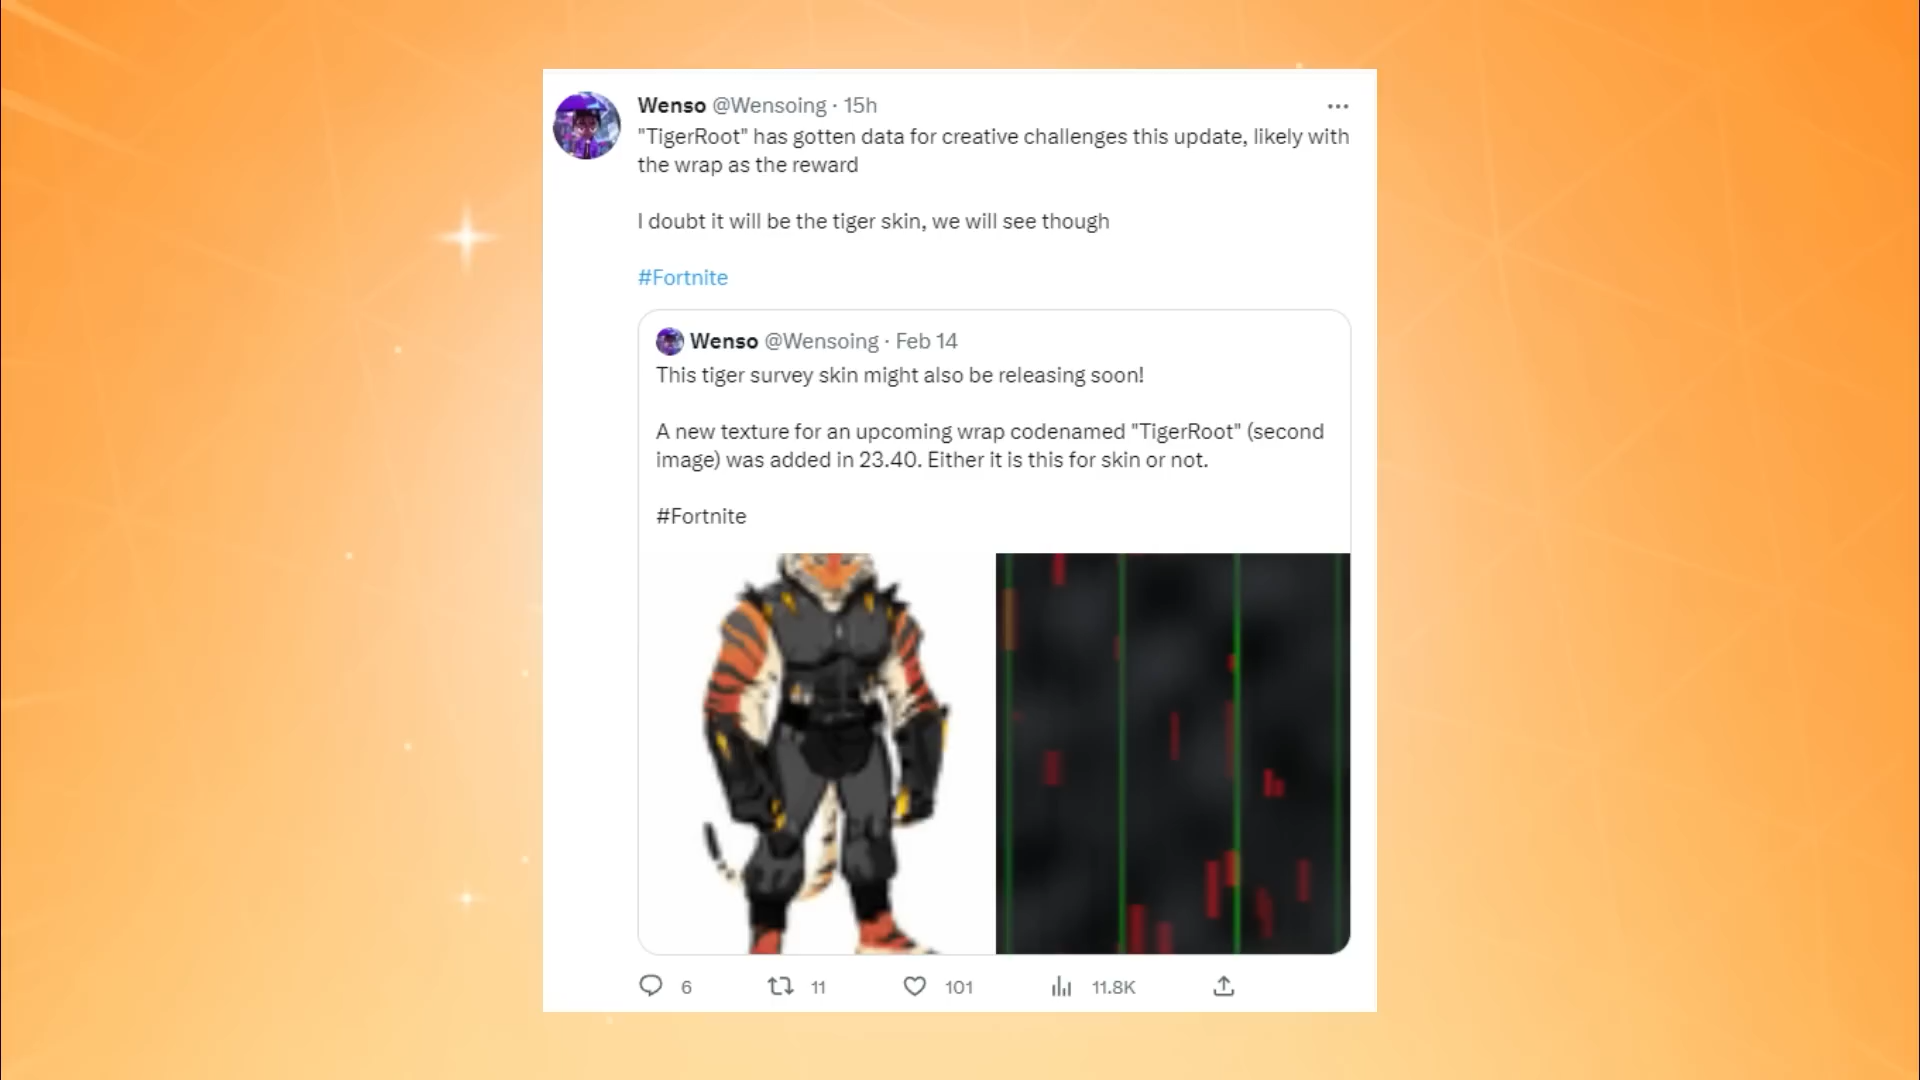 Wenso @Wensoing · 15h
"TigerRoot" has gotten data for creative challenges this update, likely with
the wrap as the reward
I doubt it will be the tiger skin, we will see though
#Fortnite
Wenso @Wensoing · Feb 14
This tiger survey skin might also be releasing soon!
A new texture for an upcoming wrap codenamed "TigerRoot" (second
image) was added in 23.40. Either it is this for skin or not.
#Fortnite
6 11 101 11.8K